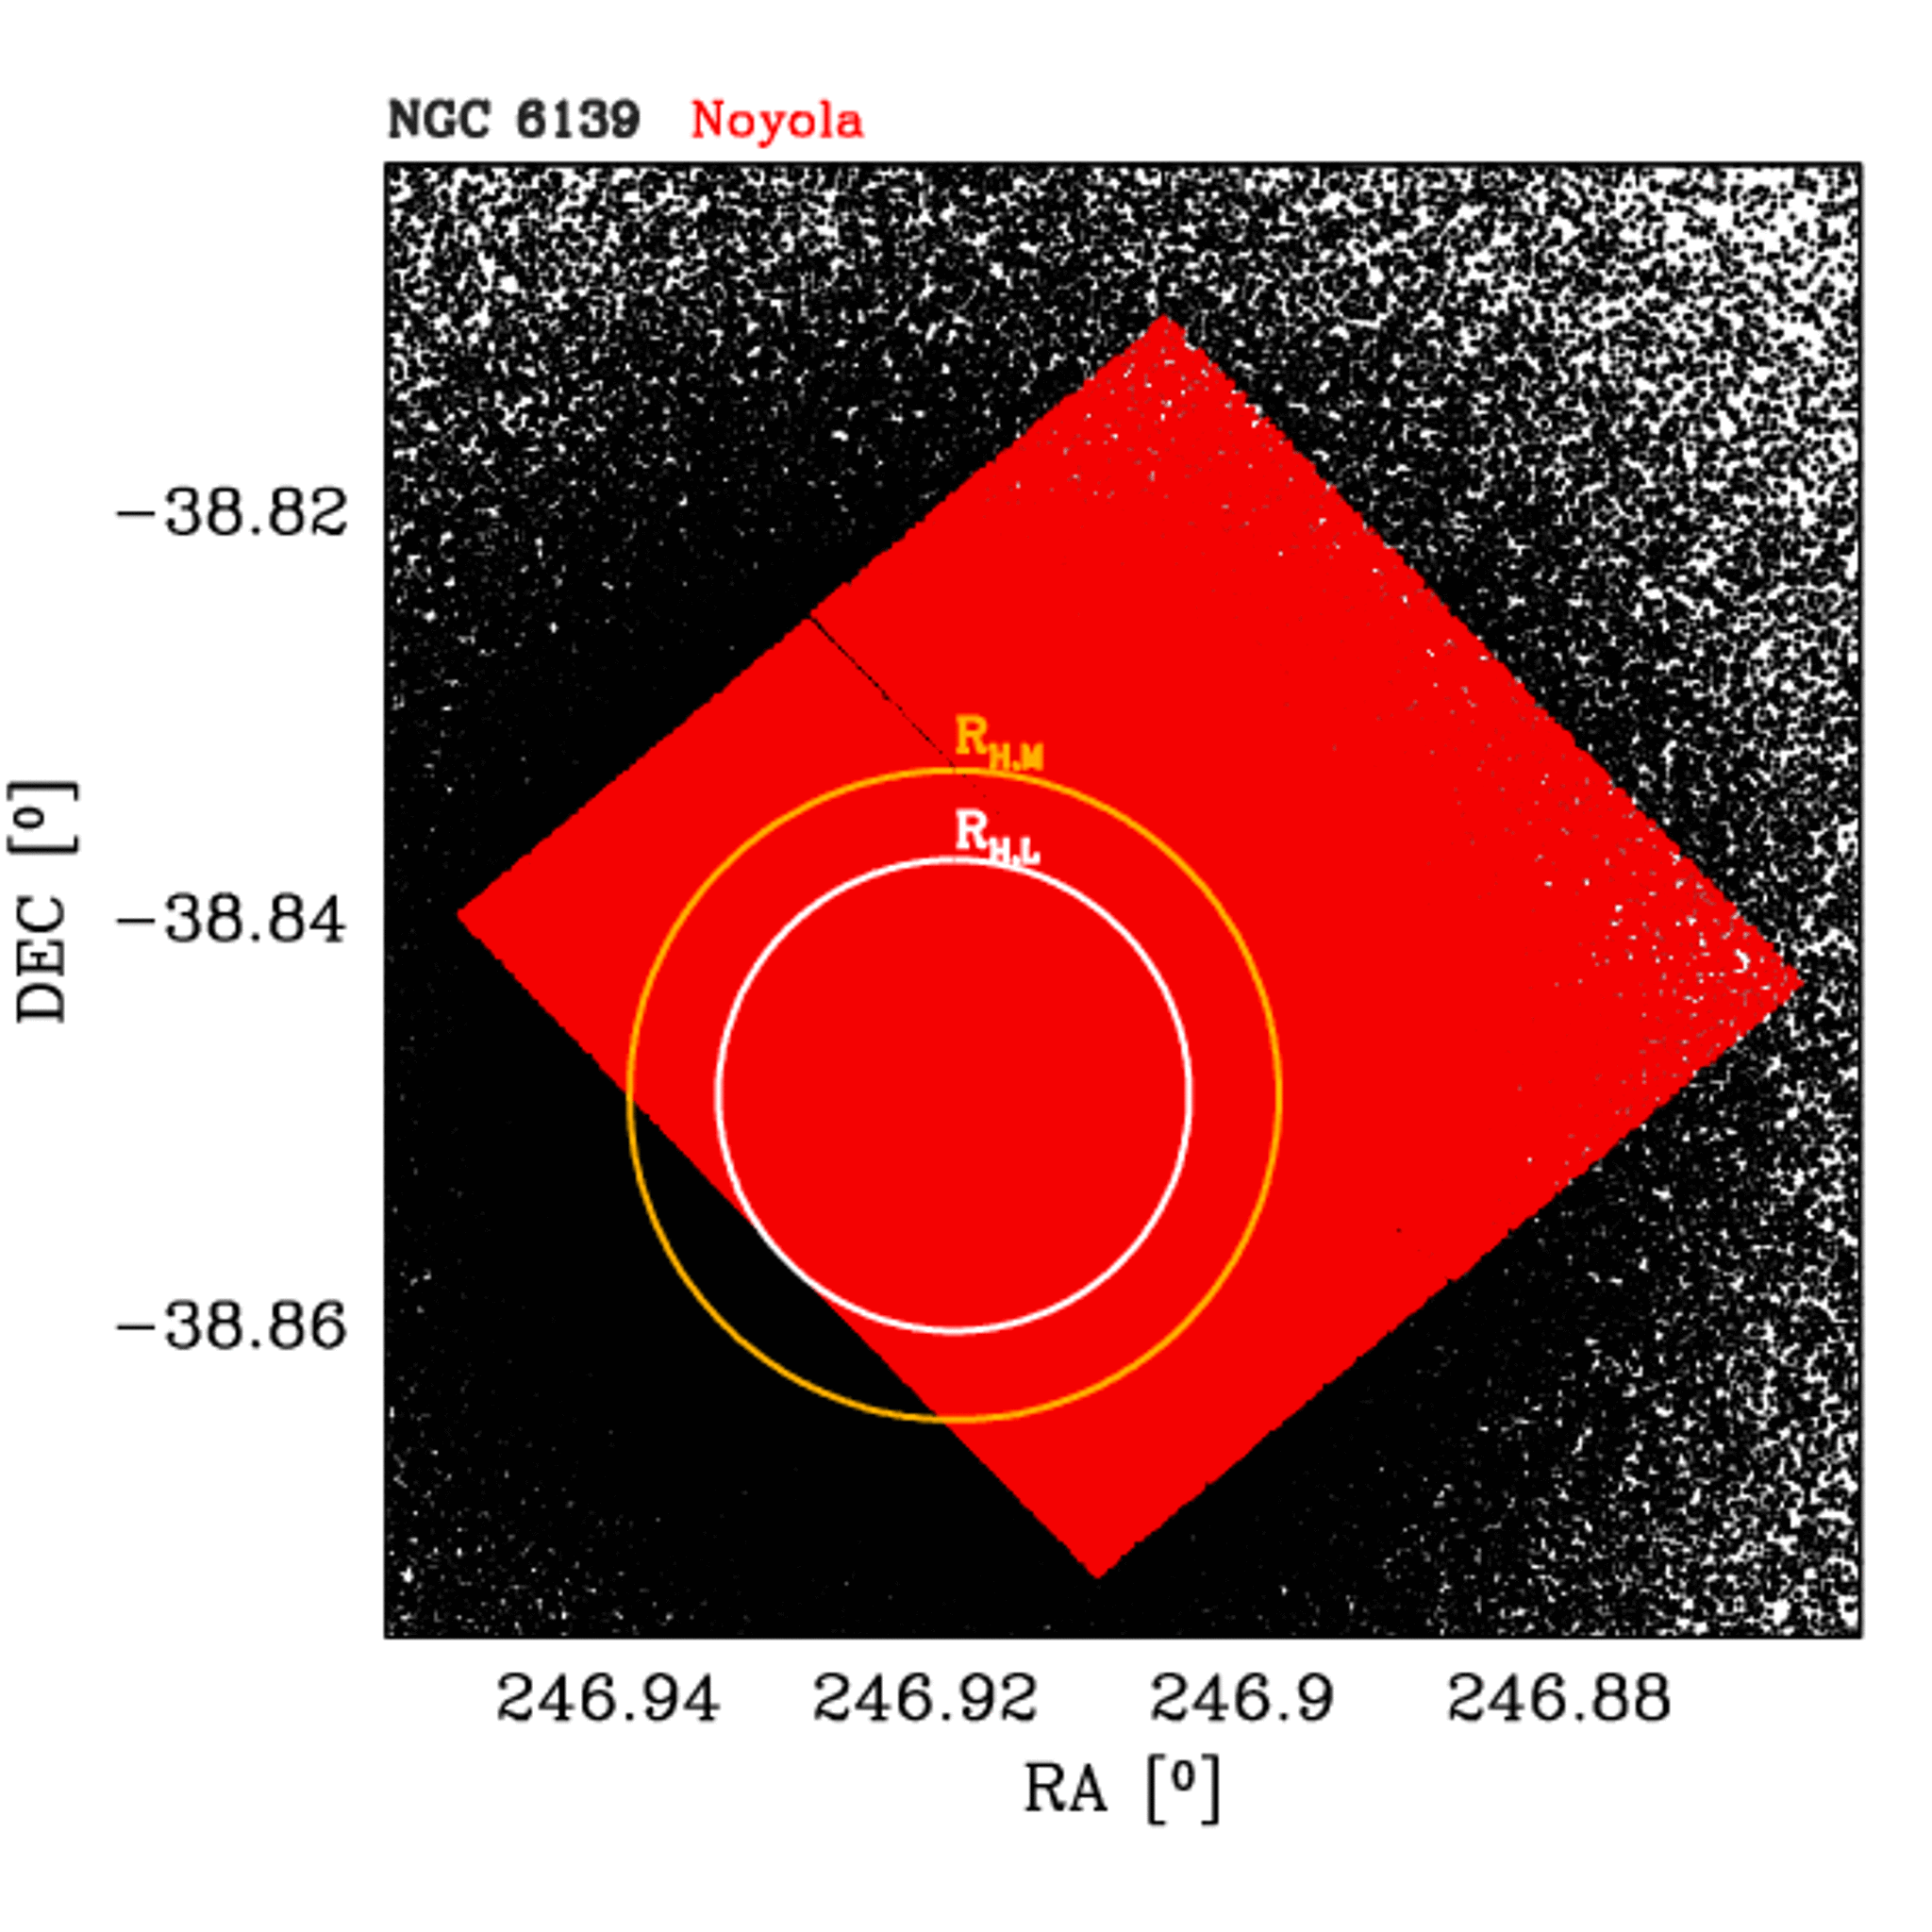 NGC 6139 Noyola
−38.82
R_H,M
R_H,L
−38.84
−38.86
DEC [º]
246.94 246.92 246.9 246.88
RA [º]